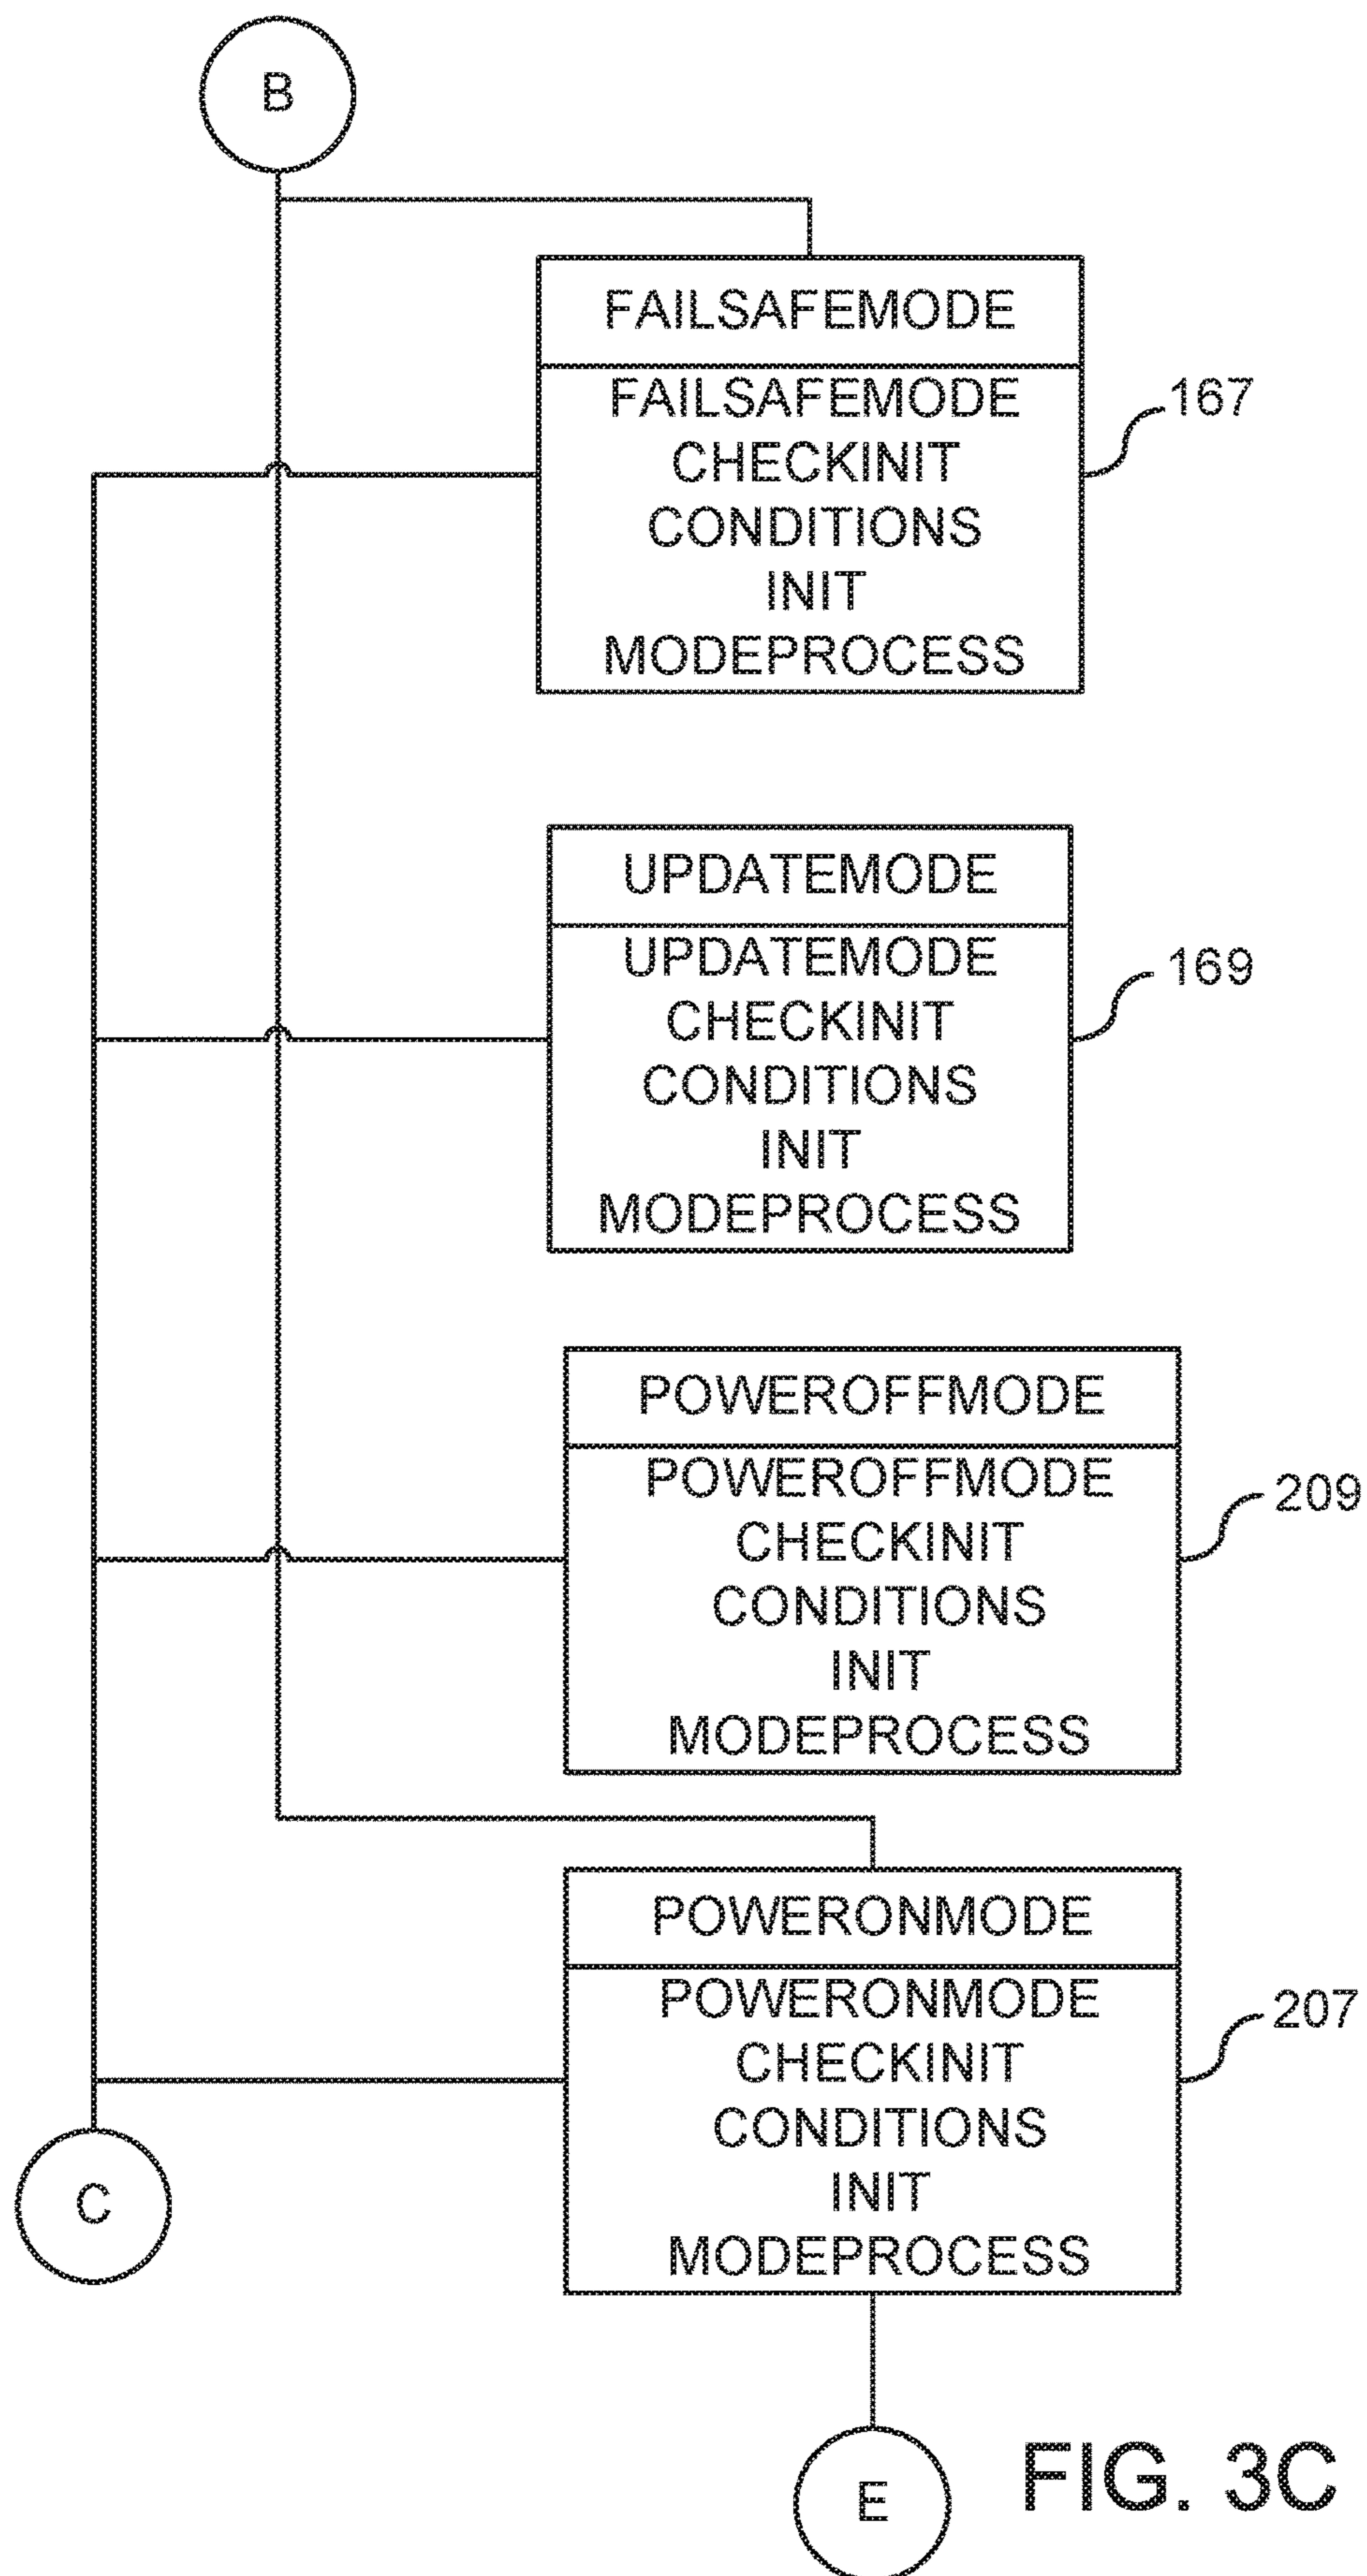 B
FAILSAFEMODE
FAILSAFEMODE
CHECKINIT
CONDITIONS
INIT
MODEPROCESS
167
UPDATEMODE
UPDATEMODE
CHECKINIT
CONDITIONS
INIT
MODEPROCESS
169
POWEROFFMODE
POWEROFFMODE
CHECKINIT
CONDITIONS
INIT
MODEPROCESS
209
POWERONMODE
POWERONMODE
CHECKINIT
CONDITIONS
INIT
MODEPROCESS
207
C
E
FIG. 3C